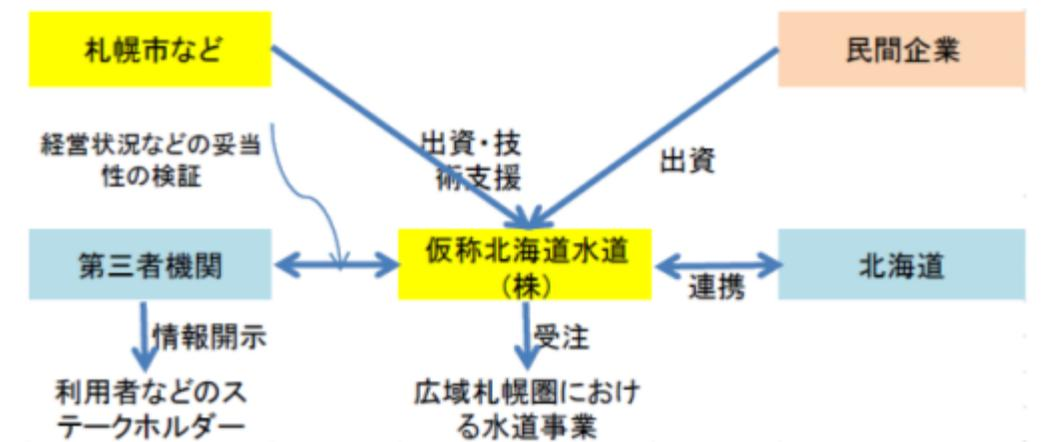 札幌市など
民間企業
経営状況などの妥当
性の検証
出資・技
術支援
出資
第三者機関
仮称北海道水道
（株）
連携
北海道
情報開示
受注
利用者などのス
テークホルダー
広域札幌圏におけ
る水道事業